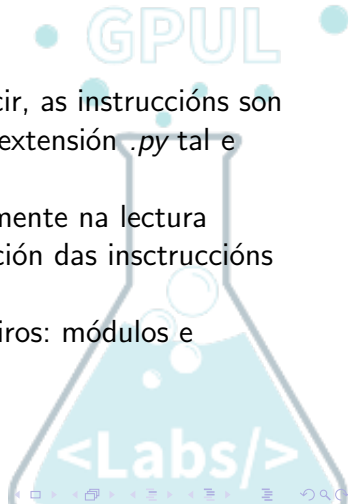 GPUL
cir, as instruccións son
extensión .py tal e
mente na lectura
ción das insctruccións
iros: módulos e
<Labs/>